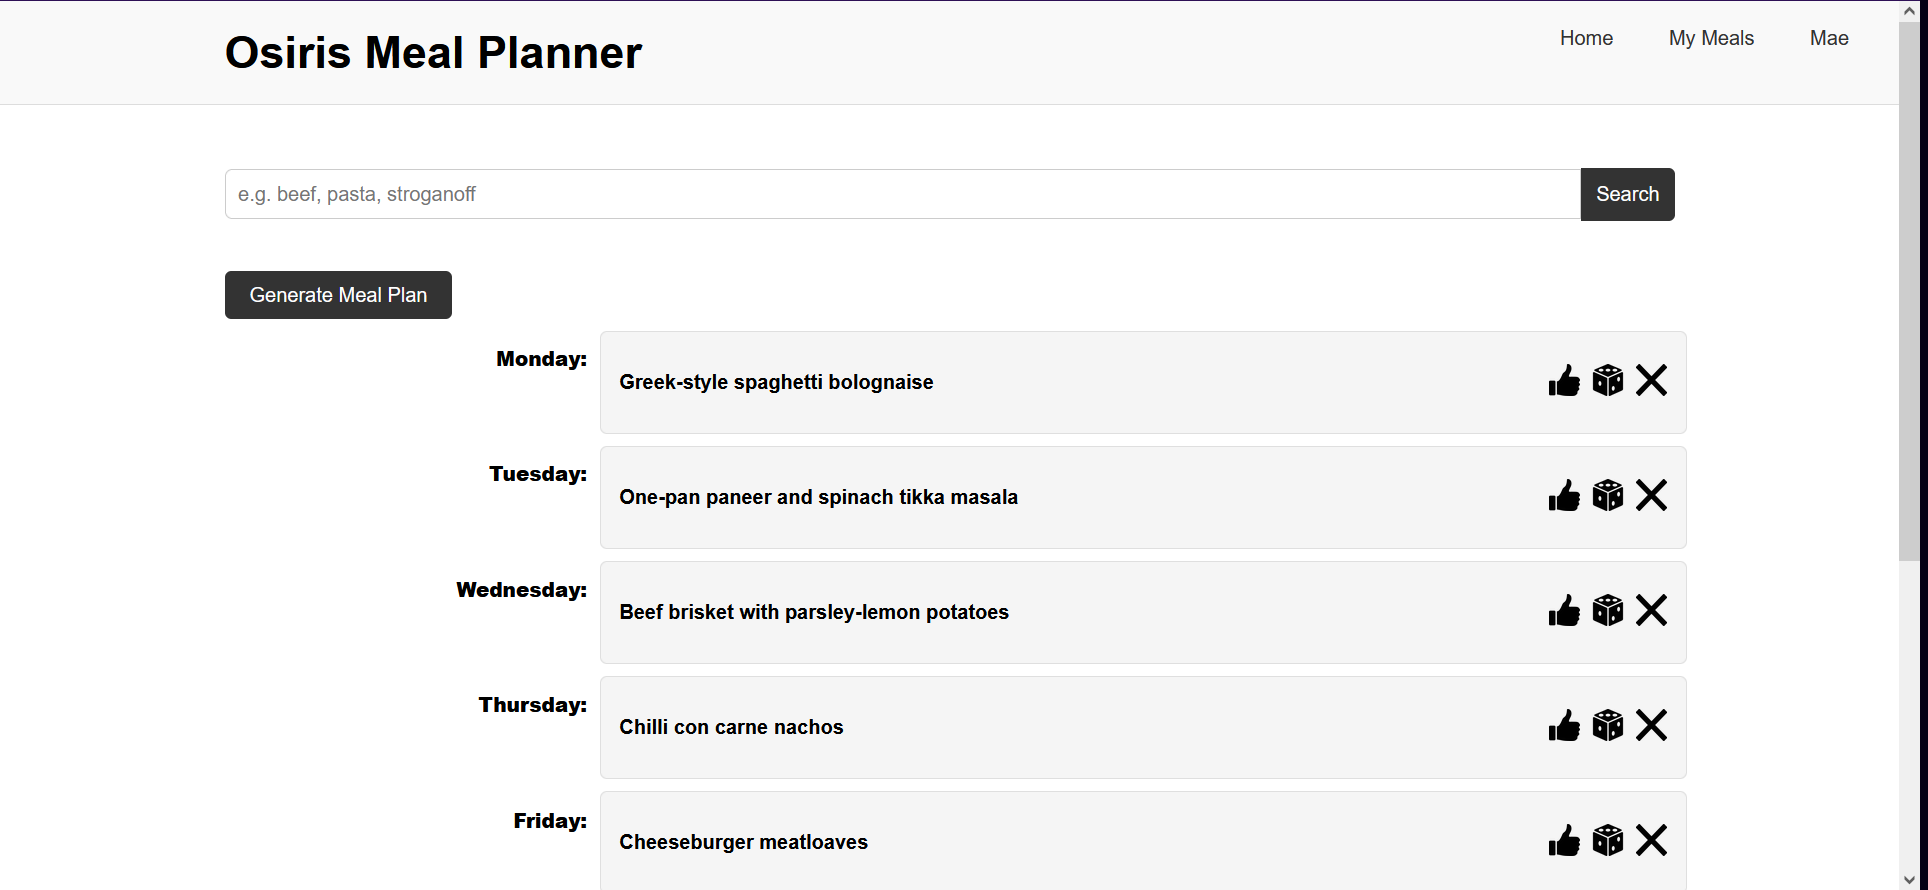 Osiris Meal Planner
Home My Meals Mae
e.g. beef, pasta, stroganoff
Search
Generate Meal Plan
Monday:
Greek-style spaghetti bolognaise
Tuesday:
One-pan paneer and spinach tikka masala
Wednesday:
Beef brisket with parsley-lemon potatoes
Thursday:
Chilli con carne nachos
Friday:
Cheeseburger meatloaves